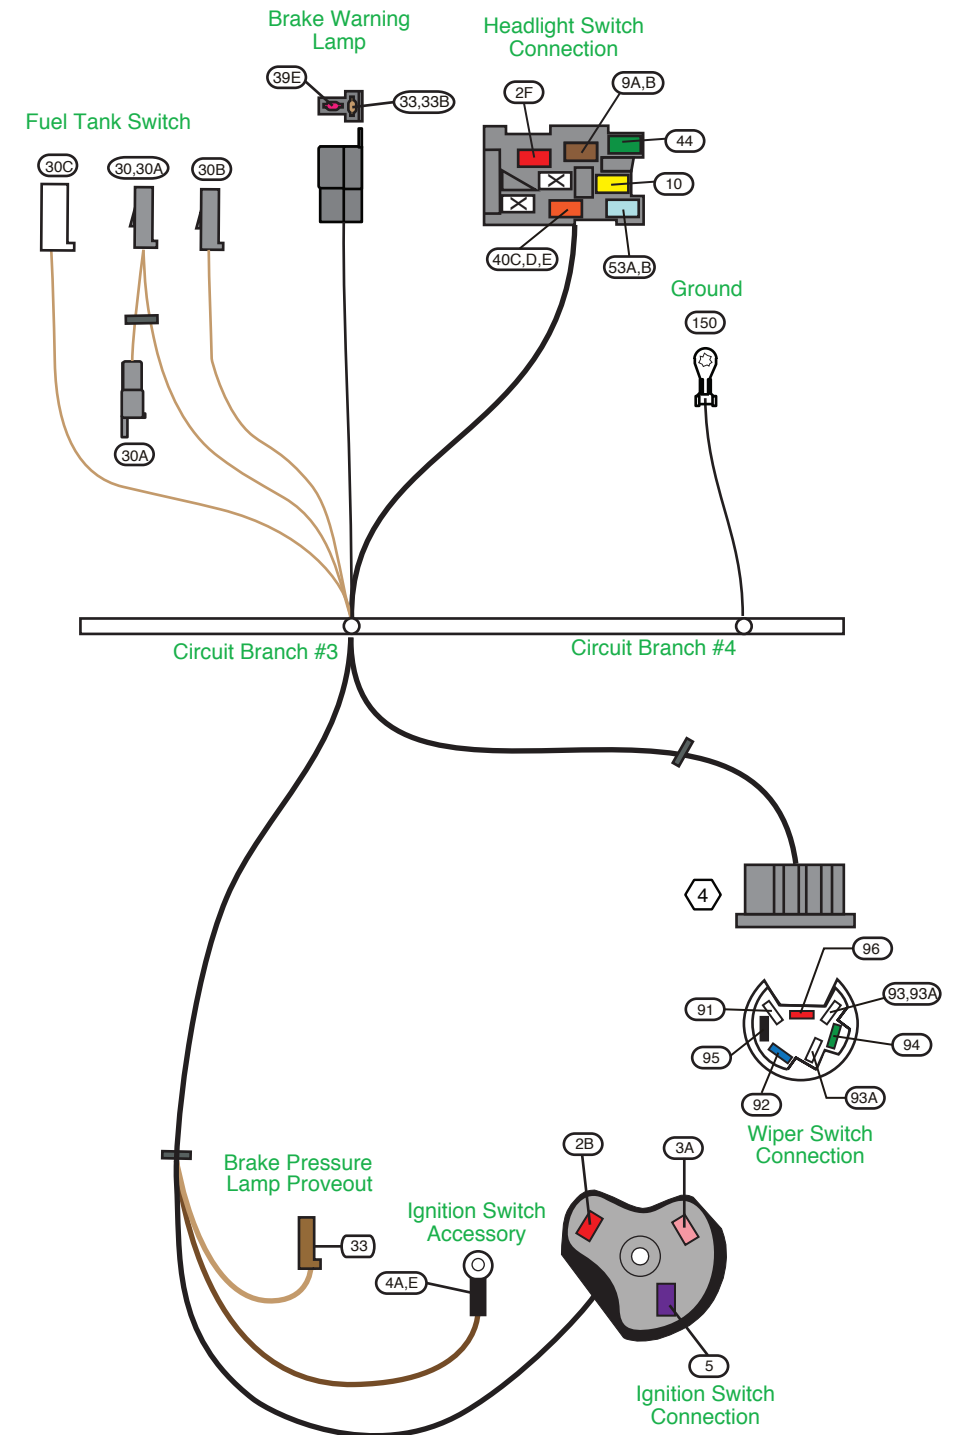 Brake Warning
Lamp
Headlight Switch
Connection
39E
33,33B
2F
9A,B
44
10
40C,D,E
53A,B
Fuel Tank Switch
30C
30,30A
30B
30A
Ground
150
Circuit Branch #3
Circuit Branch #4
4
96
93,93A
91
94
95
92
93A
Wiper Switch
Connection
Brake Pressure
Lamp Proveout
33
Ignition Switch
Accessory
4A,E
2B
3A
5
Ignition Switch
Connection